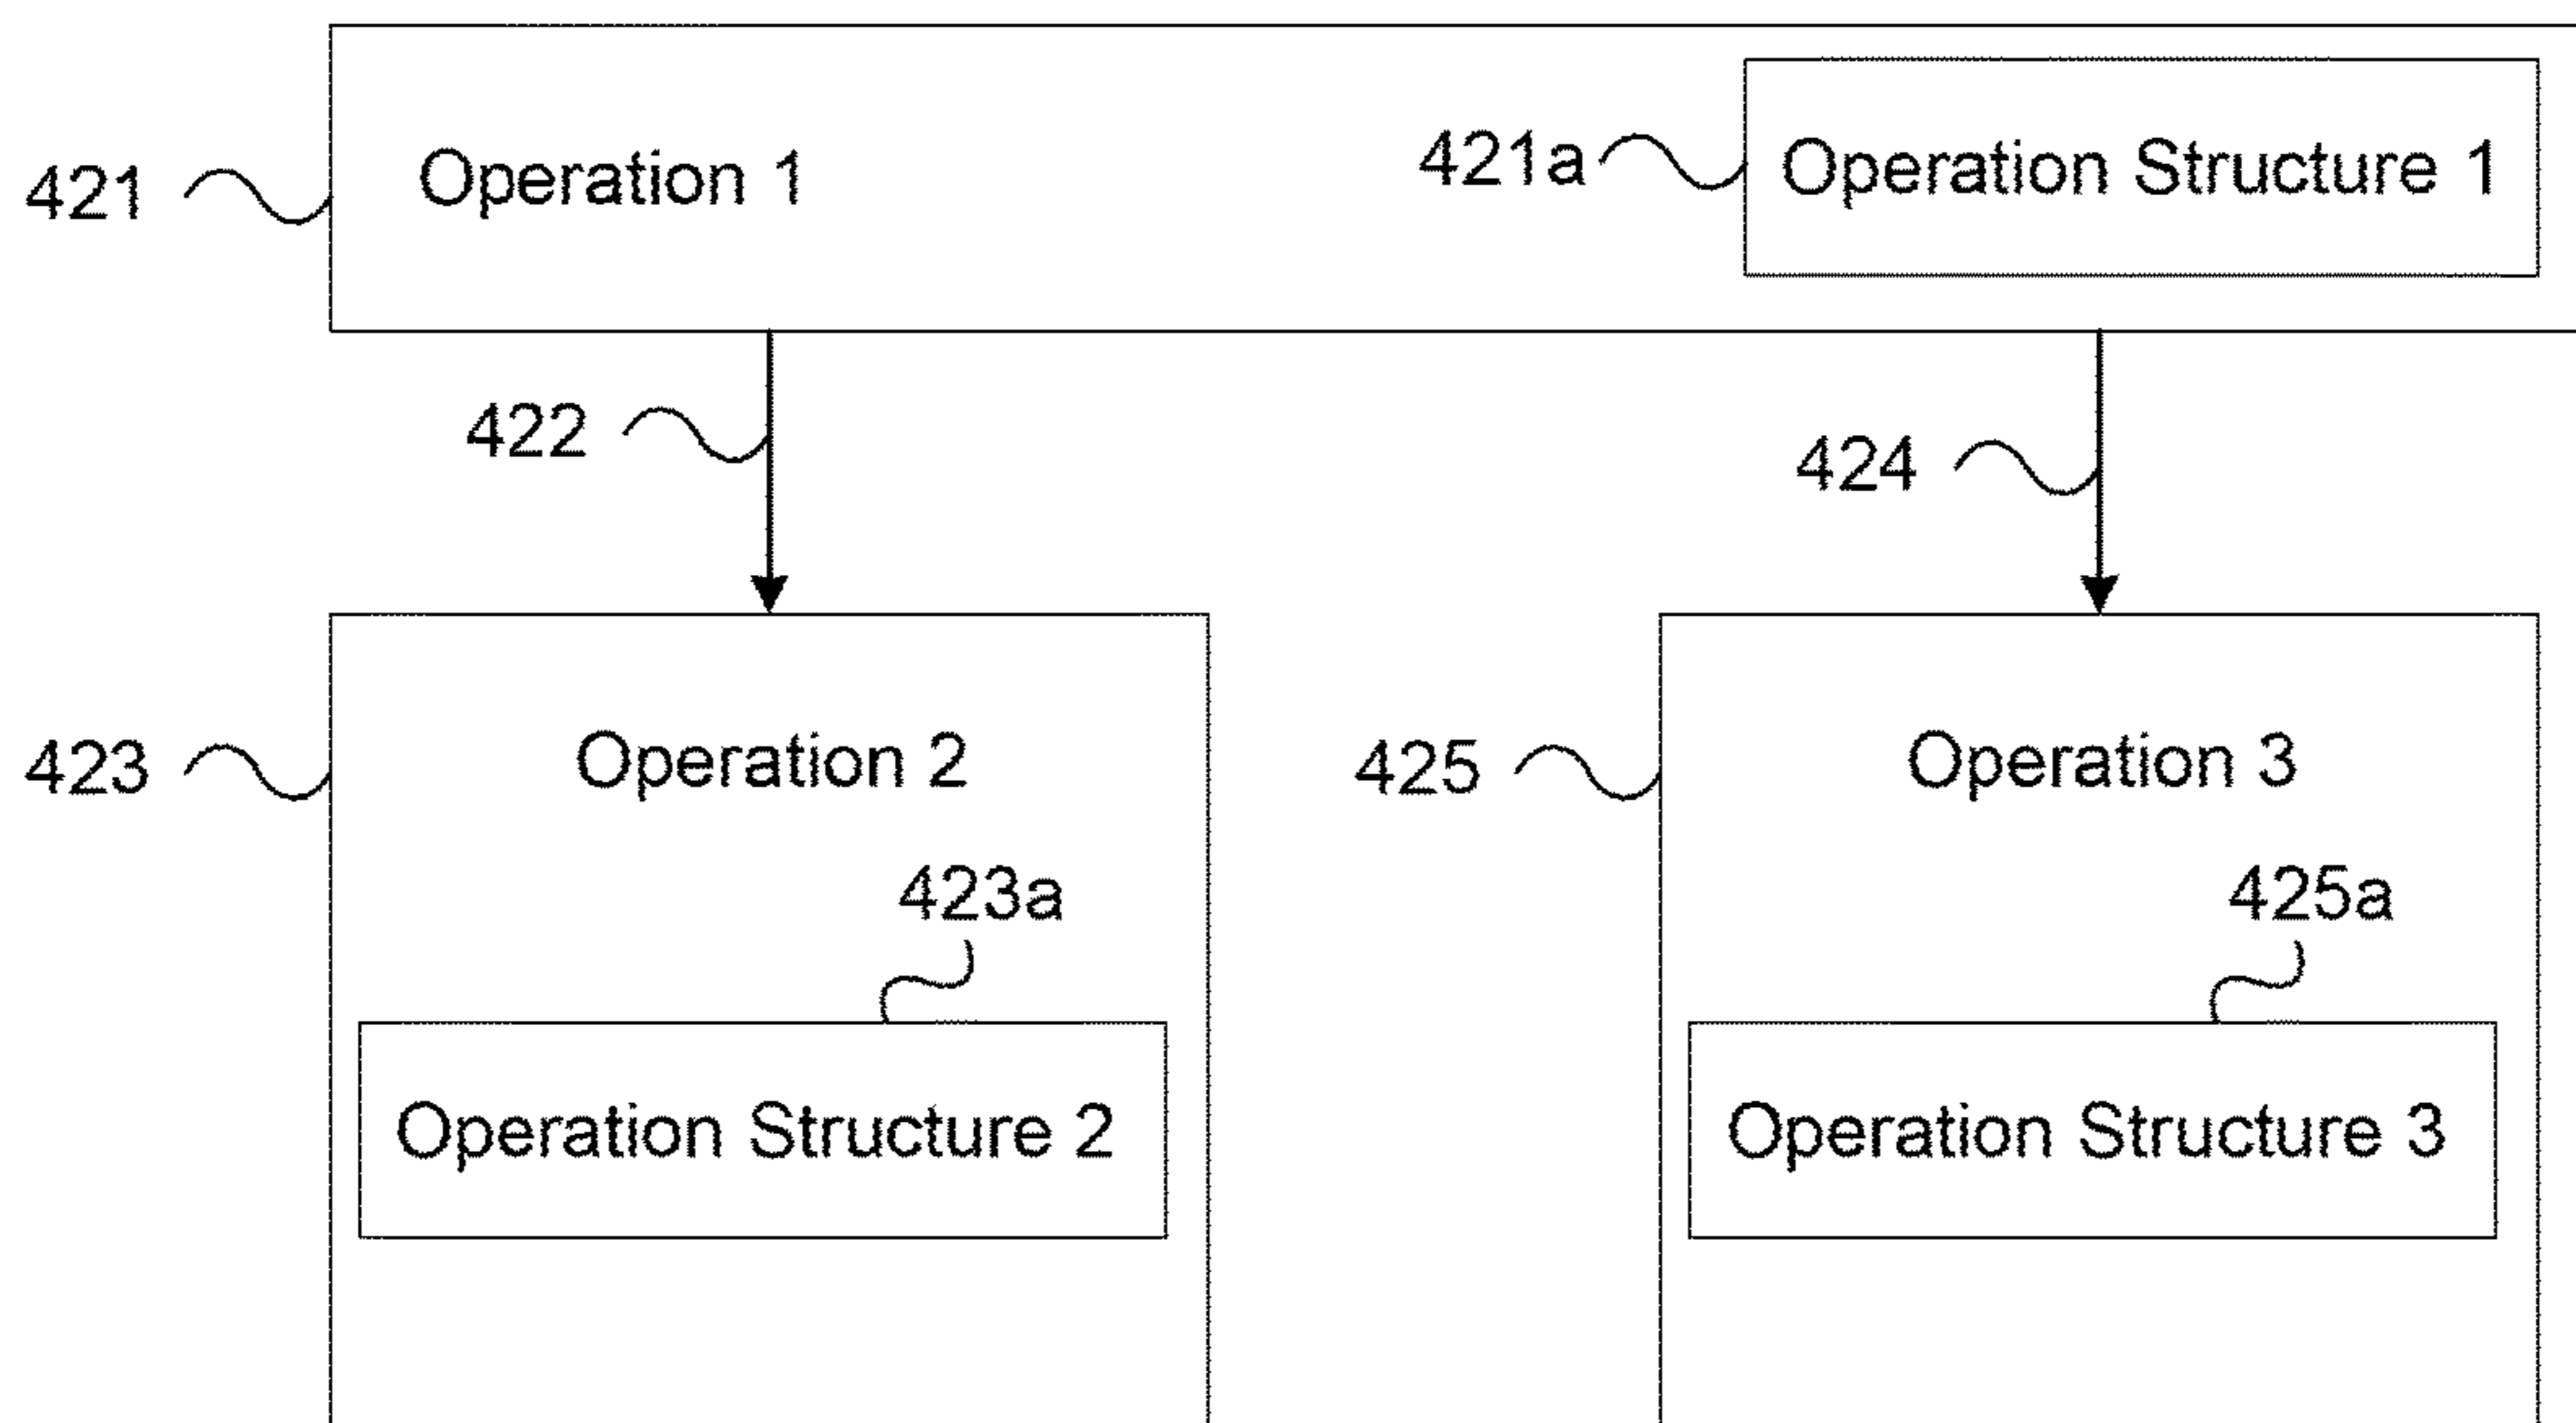 421
Operation 1
421a
Operation Structure 1
422
424
423
Operation 2
425
Operation 3
423a
425a
Operation Structure 2
Operation Structure 3